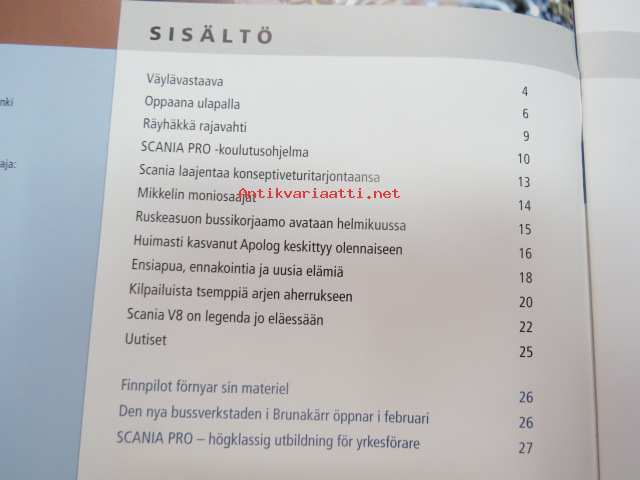 SISÄLTÖ
Väylävastaava 4
Oppaana ulapalla 6
Räyhäkkä rajavahti 9
SCANIA PRO -koulutusohjelma 10
Scania laajentaa konseptiveturitarjontaansa 13
Antikvariaatti.net
Mikkelin moniosaajat 14
Ruskeasuon bussikorjaamo avataan helmikuussa 15
Huimasti kasvanut Apolog keskittyy olennaiseen 16
Ensiapua, ennakointia ja uusia elämiä 18
Kilpailuista tsemppiä arjen aherrukseen 20
Scania V8 on legenda jo eläessään 22
Uutiset 25
Finnpilot förnyar sin materiel 26
Den nya bussverkstaden i Brunakärr öppnar i februari 26
SCANIA PRO – högklassig utbildning för yrkesförare 27